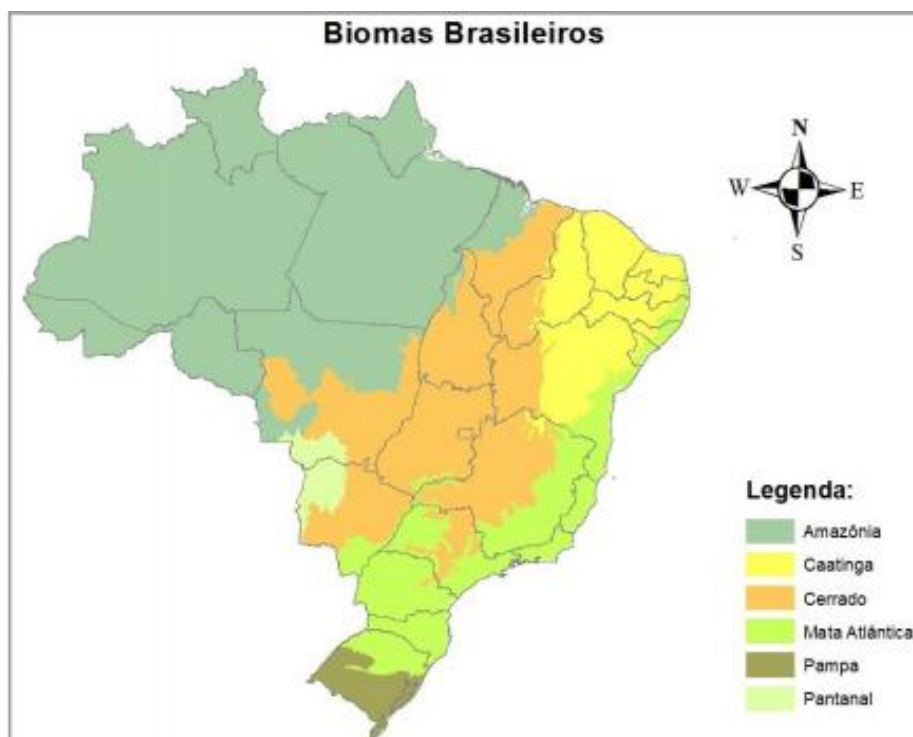 Biomas Brasileiros
N
W
E
S
Legenda:
Amazônia
Caatinga
Cerrado
Mata Atlântica
Pampa
Pantanal